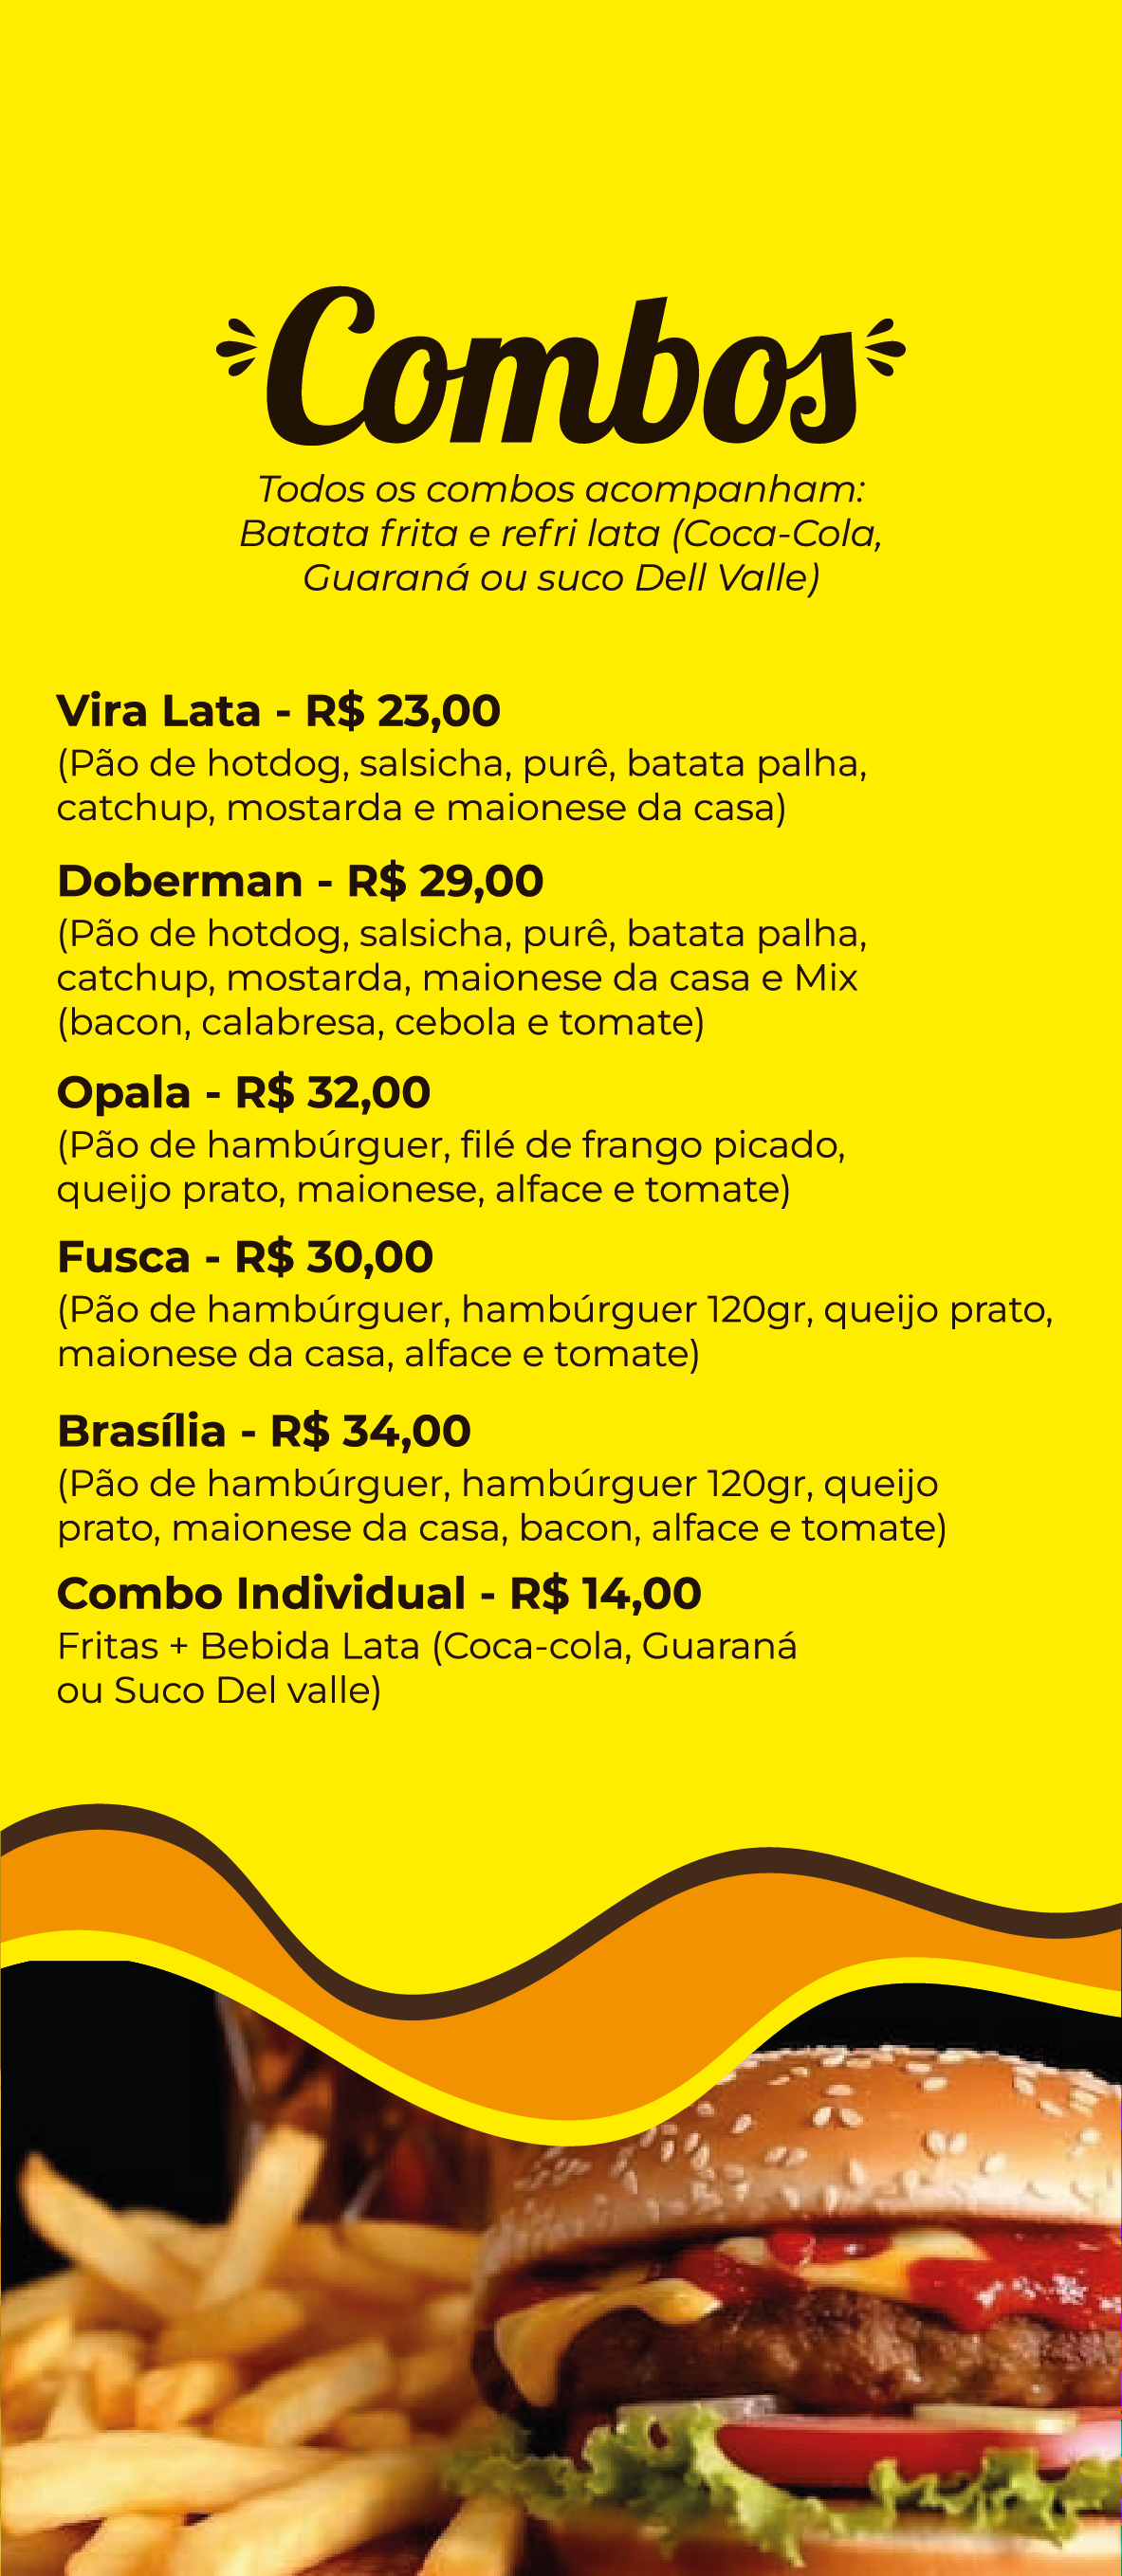 Combos
Todos os combos acompanham:
Batata frita e refri lata (Coca-Cola,
Guaraná ou suco Dell Valle)
Vira Lata - R$ 23,00
(Pão de hotdog, salsicha, purê, batata palha,
catchup, mostarda e maionese da casa)
Doberman - R$ 29,00
(Pão de hotdog, salsicha, purê, batata palha,
catchup, mostarda, maionese da casa e Mix
(bacon, calabresa, cebola e tomate)
Opala - R$ 32,00
(Pão de hambúrguer, filé de frango picado,
queijo prato, maionese, alface e tomate)
Fusca - R$ 30,00
(Pão de hambúrguer, hambúrguer 120gr, queijo prato,
maionese da casa, alface e tomate)
Brasília - R$ 34,00
(Pão de hambúrguer, hambúrguer 120gr, queijo
prato, maionese da casa, bacon, alface e tomate)
Combo Individual - R$ 14,00
Fritas + Bebida Lata (Coca-cola, Guaraná
ou Suco Del valle)